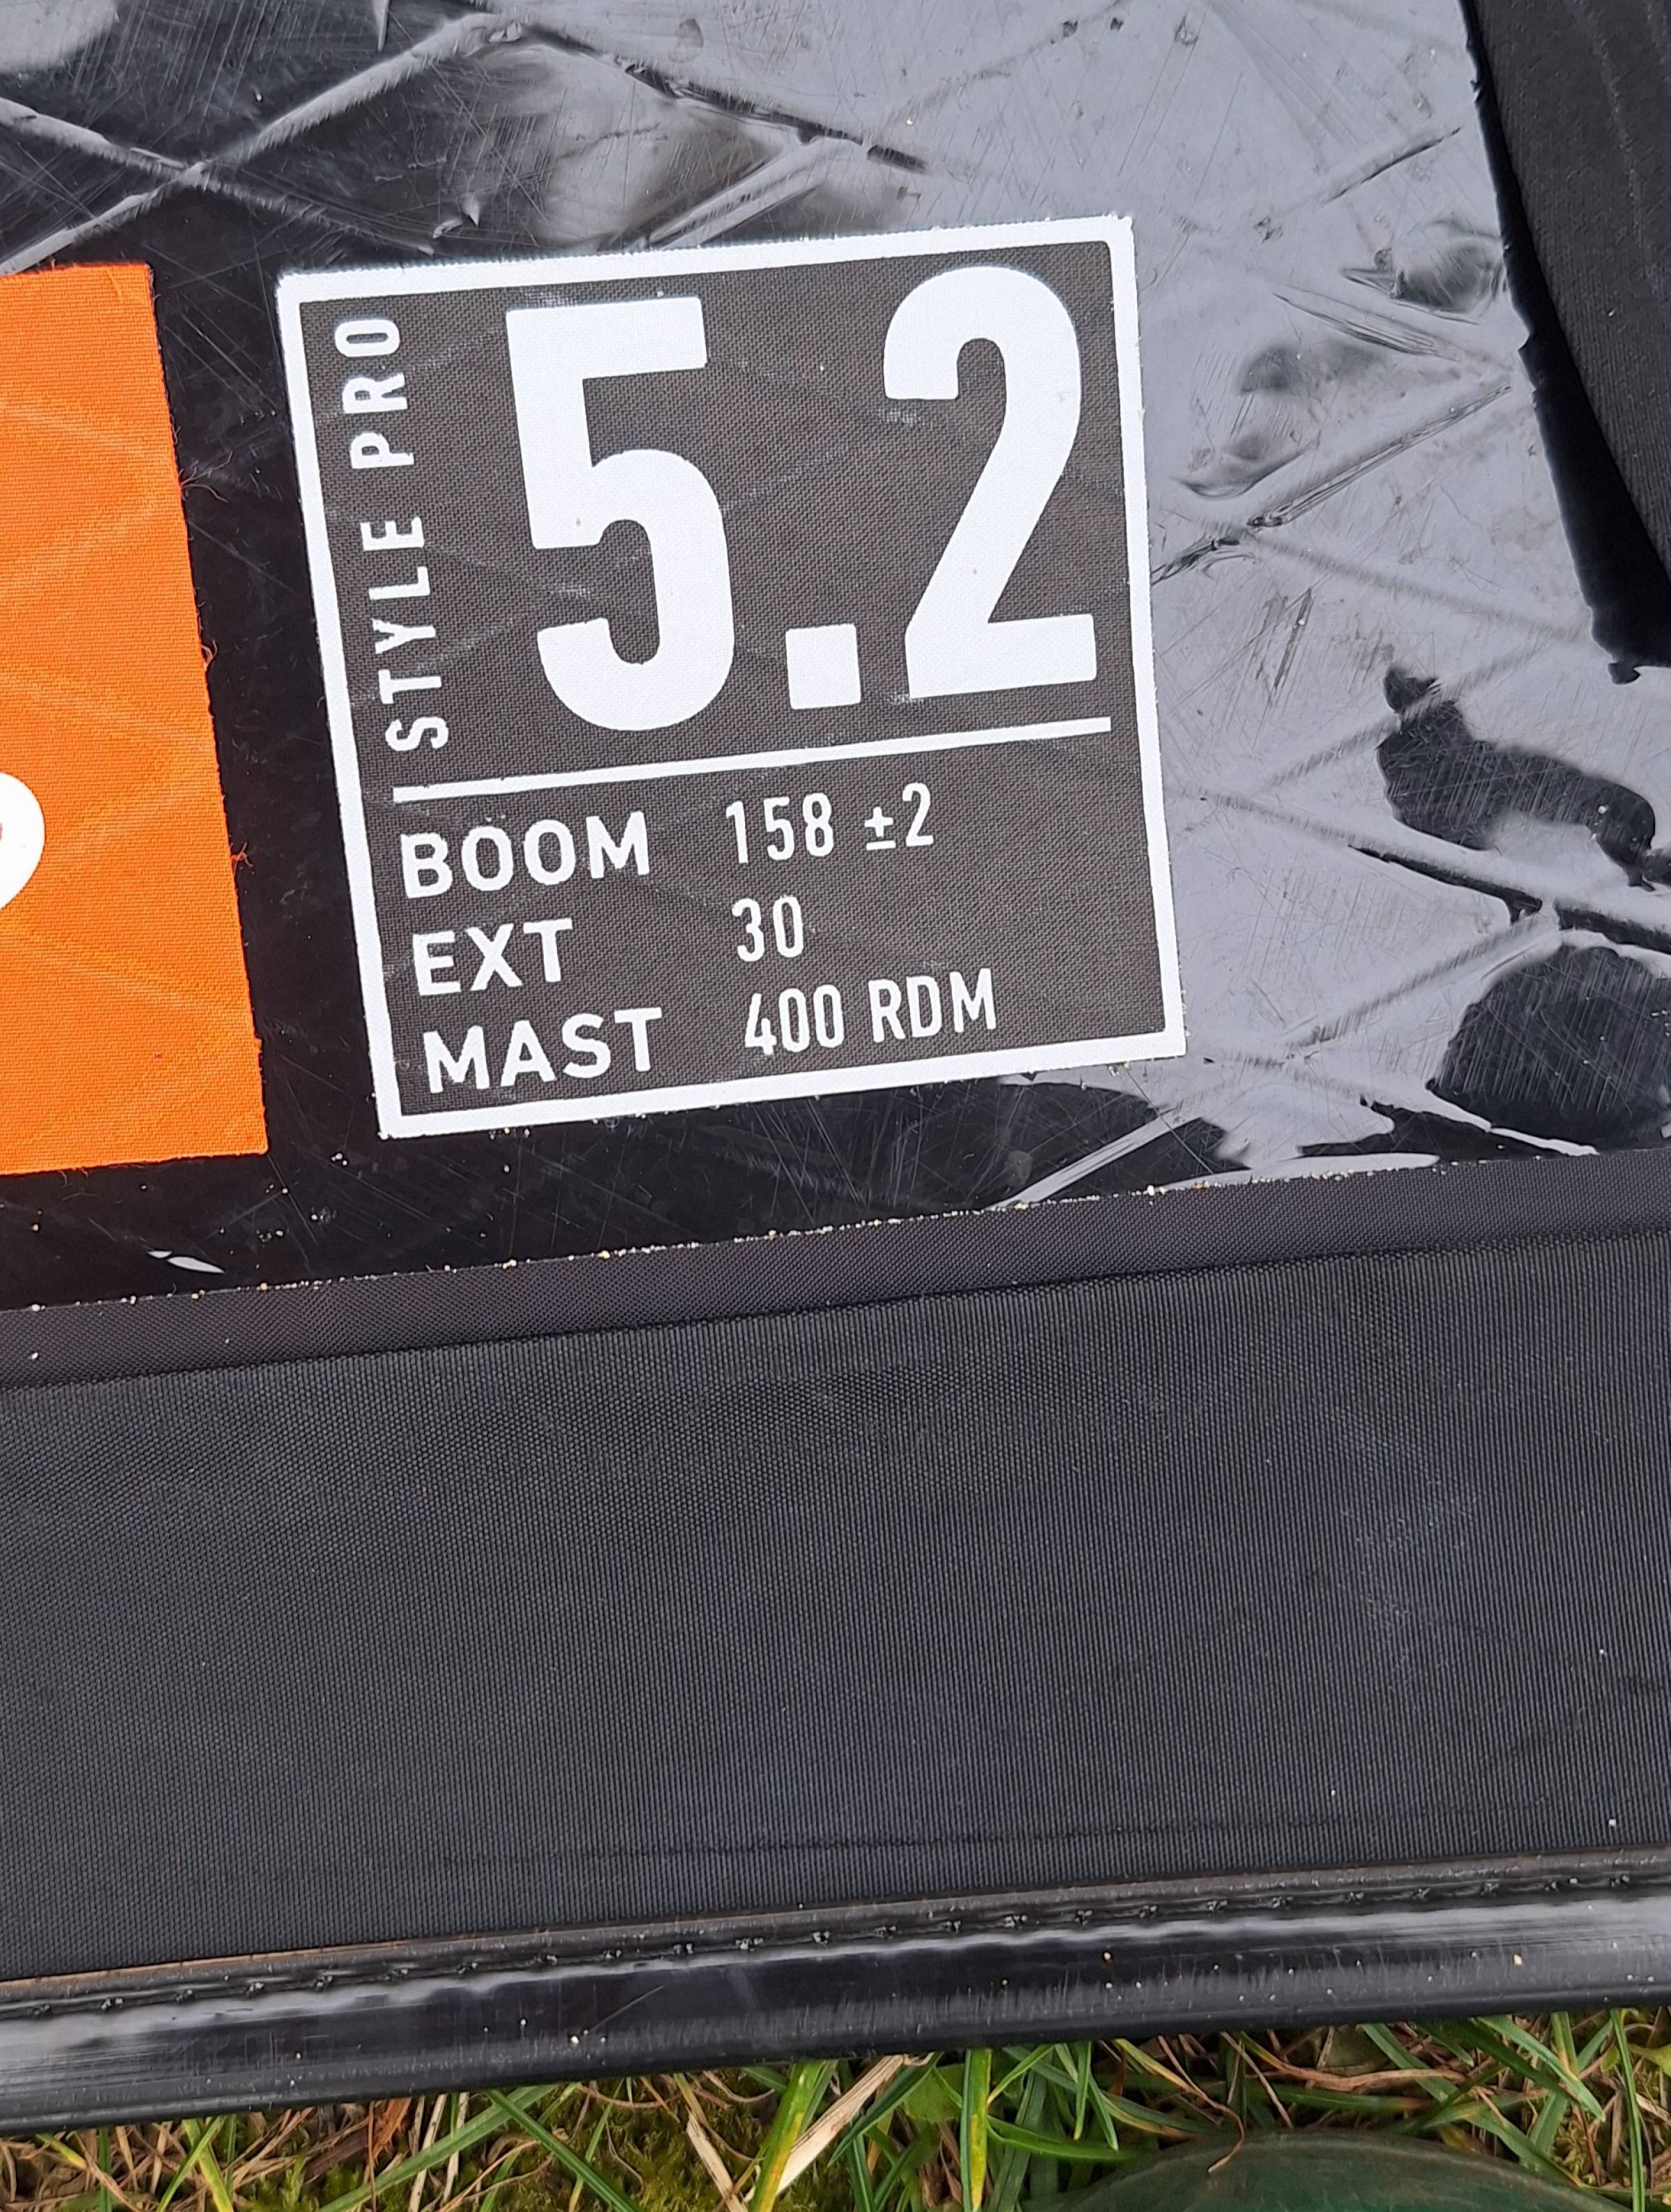 STYLE PRO
5.2
BOOM 158 ±2
EXT 30
MAST 400 RDM